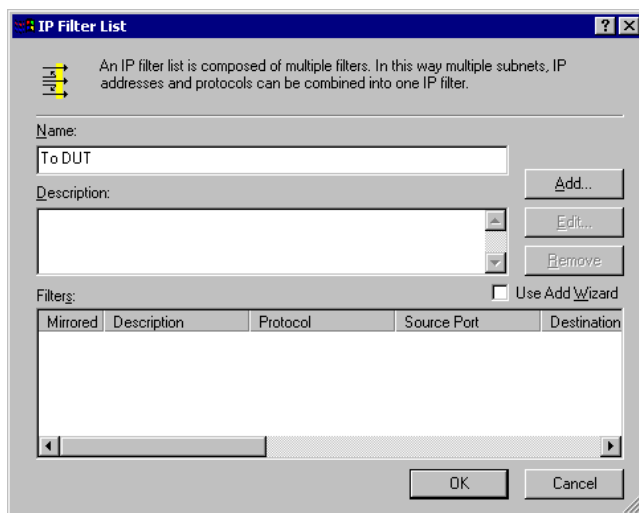 IP Filter List
An IP filter list is composed of multiple filters. In this way multiple subnets, IP
addresses and protocols can be combined into one IP filter.
Name:
To DUT
Add...
Description:
Edit...
Remove
Filters:
Use Add Wizard
Mirrored Description Protocol Source Port Destination
OK Cancel